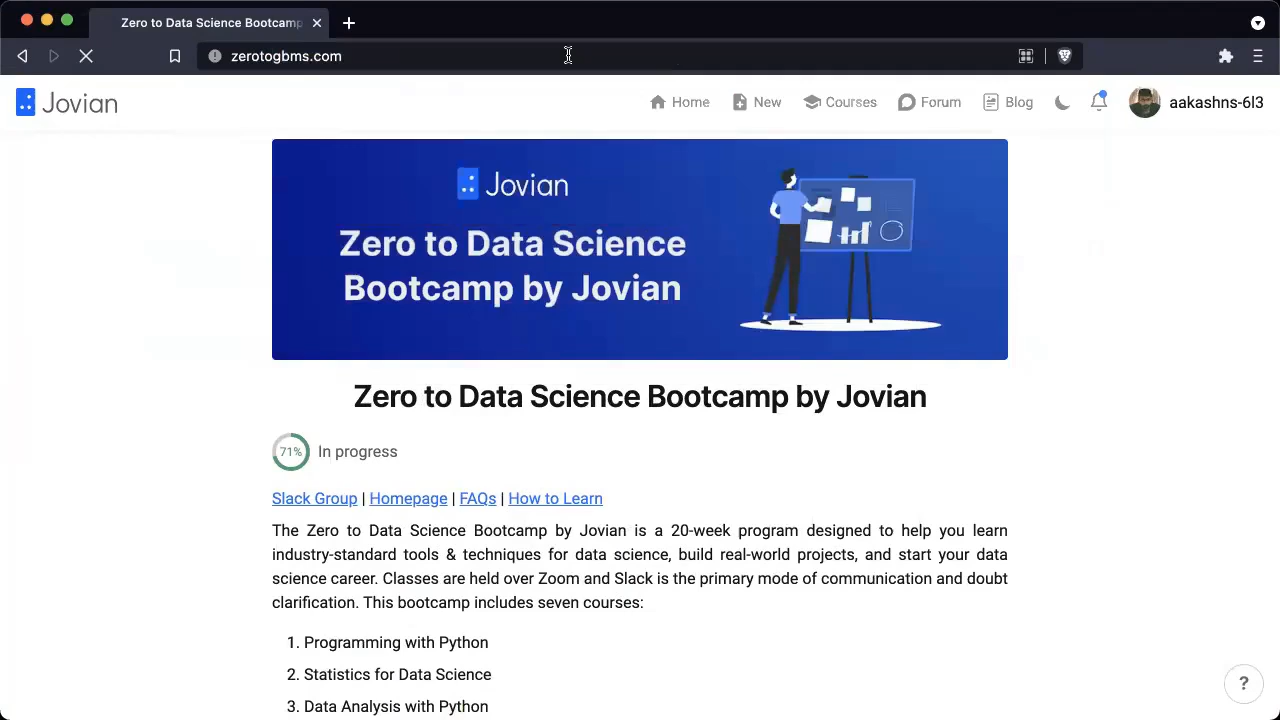 Zero to Data Science Bootcamp
zerotogbms.com
Jovian
Home
New
Courses
Forum
Blog
aakashns-6l3
Jovian
Zero to Data Science
Bootcamp by Jovian
Zero to Data Science Bootcamp by Jovian
71%
In progress
Slack Group | Homepage | FAQs | How to Learn
The Zero to Data Science Bootcamp by Jovian is a 20-week program designed to help you learn
industry-standard tools & techniques for data science, build real-world projects, and start your data
science career. Classes are held over Zoom and Slack is the primary mode of communication and doubt
clarification. This bootcamp includes seven courses:
1. Programming with Python
2. Statistics for Data Science
3. Data Analysis with Python
?